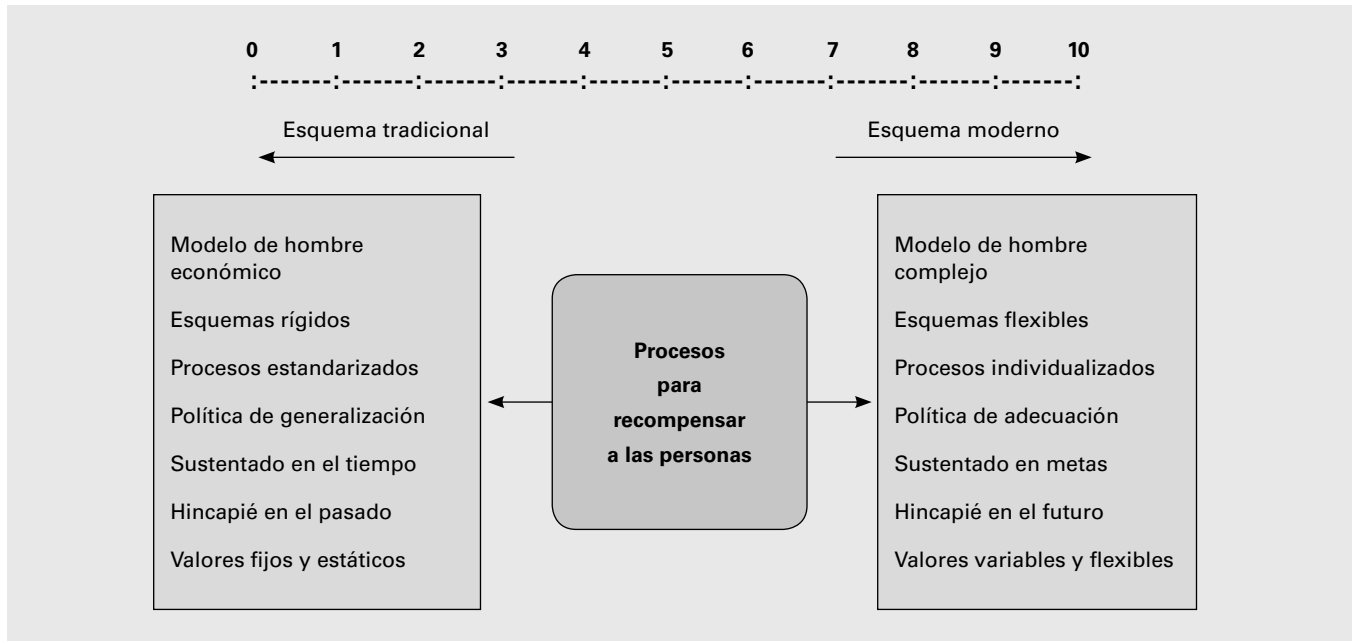 0 1 2 3 4 5 6 7 8 9 10
:-------:-------:-------:-------:-------:-------:-------:-------:-------:-------:
Esquema tradicional
Esquema moderno
Modelo de hombre
económico
Esquemas rígidos
Procesos estandarizados
Política de generalización
Sustentado en el tiempo
Hincapié en el pasado
Valores fijos y estáticos
Procesos
para
recompensar
a las personas
Modelo de hombre
complejo
Esquemas flexibles
Procesos individualizados
Política de adecuación
Sustentado en metas
Hincapié en el futuro
Valores variables y flexibles